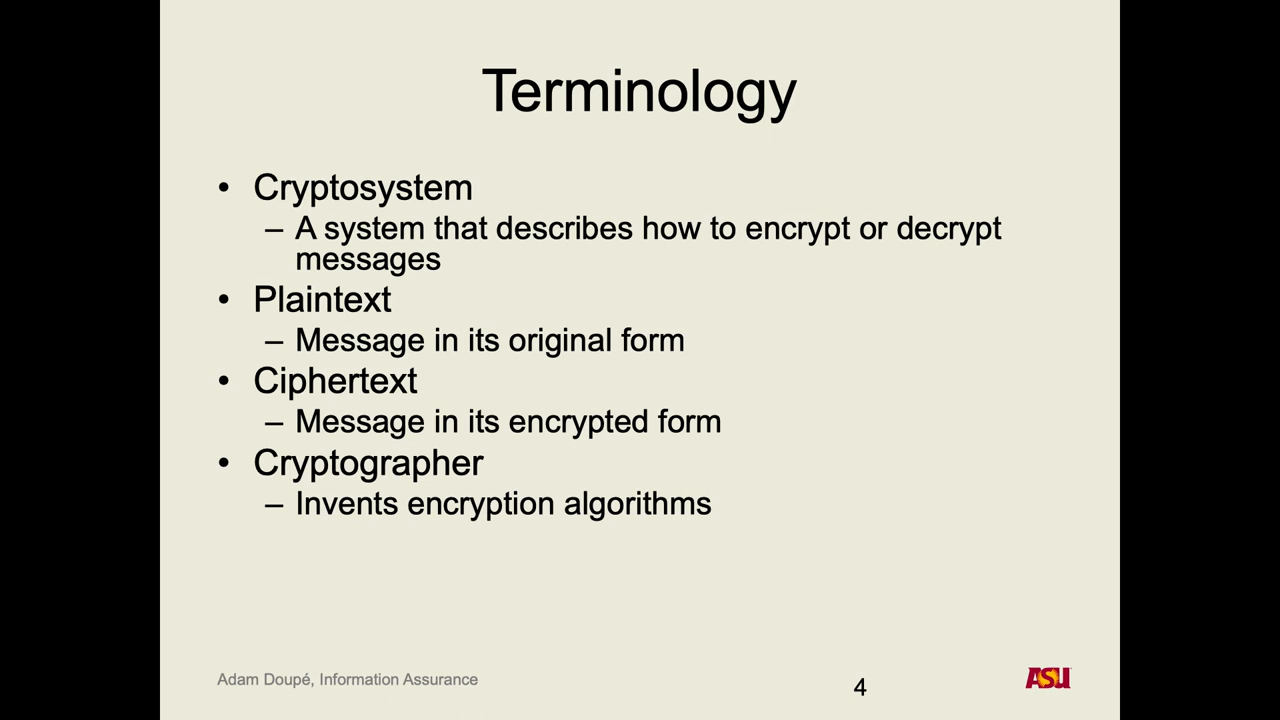 Terminology
• Cryptosystem
– A system that describes how to encrypt or decrypt
messages
• Plaintext
– Message in its original form
• Ciphertext
– Message in its encrypted form
• Cryptographer
– Invents encryption algorithms
Adam Doupé, Information Assurance
4
ASU